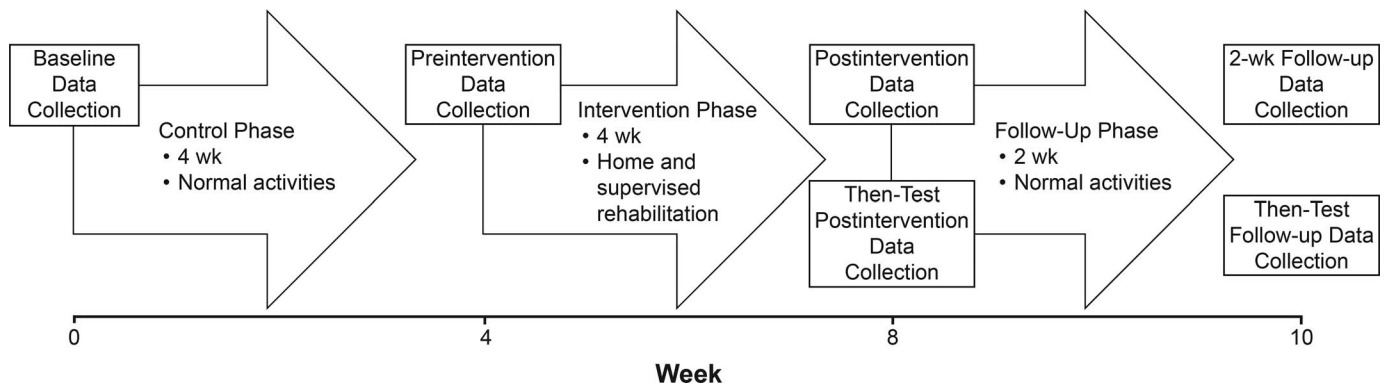 Baseline
Data
Collection
Control Phase
• 4 wk
• Normal activities
Preintervention
Data
Collection
Intervention Phase
• 4 wk
• Home and
supervised
rehabilitation
Postintervention
Data
Collection
Then-Test
Postintervention
Data
Collection
Follow-Up Phase
• 2 wk
• Normal activities
2-wk Follow-up
Data
Collection
Then-Test
Follow-up Data
Collection
0
4
8
10
Week